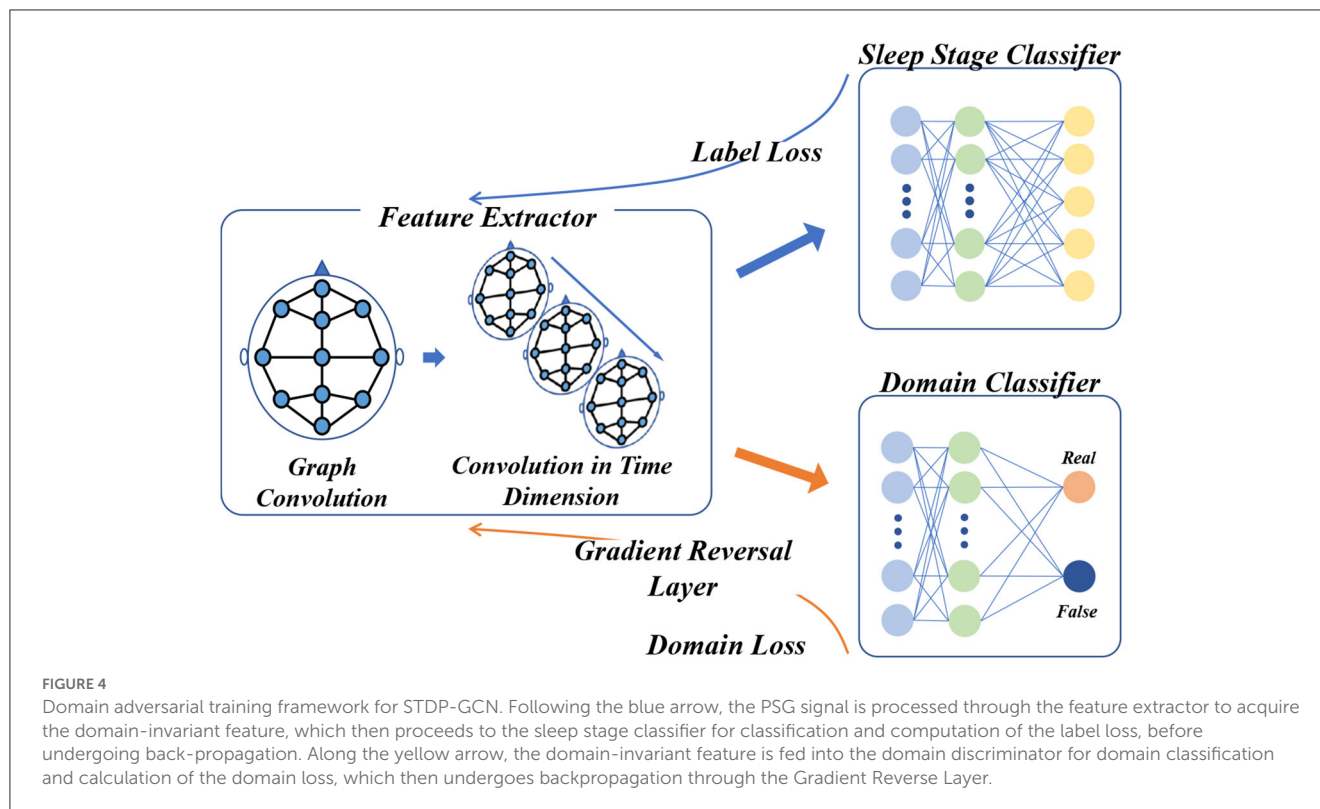 Sleep Stage Classifier
Label Loss
Feature Extractor
Graph
Convolution
Convolution in Time
Dimension
Domain Classifier
Real
False
Gradient Reversal
Layer
Domain Loss
FIGURE 4
Domain adversarial training framework for STDP-GCN. Following the blue arrow, the PSG signal is processed through the feature extractor to acquire
the domain-invariant feature, which then proceeds to the sleep stage classifier for classification and computation of the label loss, before
undergoing back-propagation. Along the yellow arrow, the domain-invariant feature is fed into the domain discriminator for domain classification
and calculation of the domain loss, which then undergoes backpropagation through the Gradient Reverse Layer.